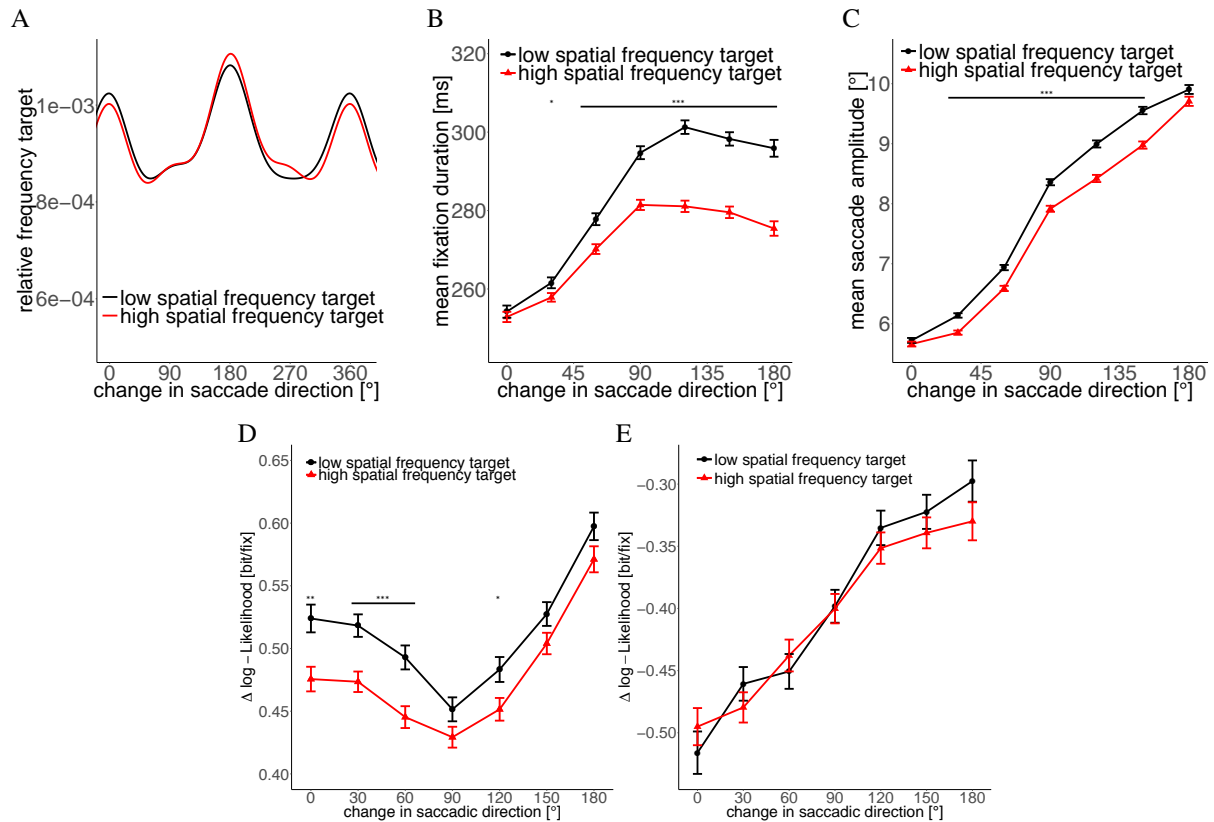 A
relative frequency target
1e−03
8e−04
6e−04
low spatial frequency target
high spatial frequency target
0 90 180 270 360
change in saccade direction [°]
B
mean fixation duration [ms]
320
300
280
260
low spatial frequency target
high spatial frequency target
* ***
0 45 90 135 180
change in saccade direction [°]
C
mean saccade amplitude [°]
10
9
8
7
6
low spatial frequency target
high spatial frequency target
***
0 45 90 135 180
change in saccade direction [°]
D
Δ log−Likelihood [bit/fix]
0.65
0.60
0.55
0.50
0.45
0.40
low spatial frequency target
high spatial frequency target
** *** *
0 30 60 90 120 150 180
change in saccadic direction [°]
E
Δ log−Likelihood [bit/fix]
−0.30
−0.35
−0.40
−0.45
−0.50
low spatial frequency target
high spatial frequency target
0 30 60 90 120 150 180
change in saccadic direction [°]